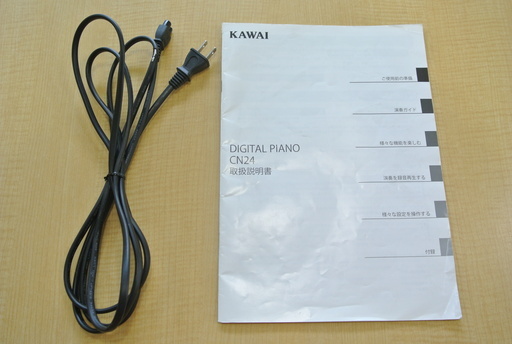 KAWAI
ご使用前の準備
演奏ガイド
様々な機能を楽しむ
DIGITAL PIANO
CN24
取扱説明書
演奏を録音再生する
様々な設定を操作する
付録